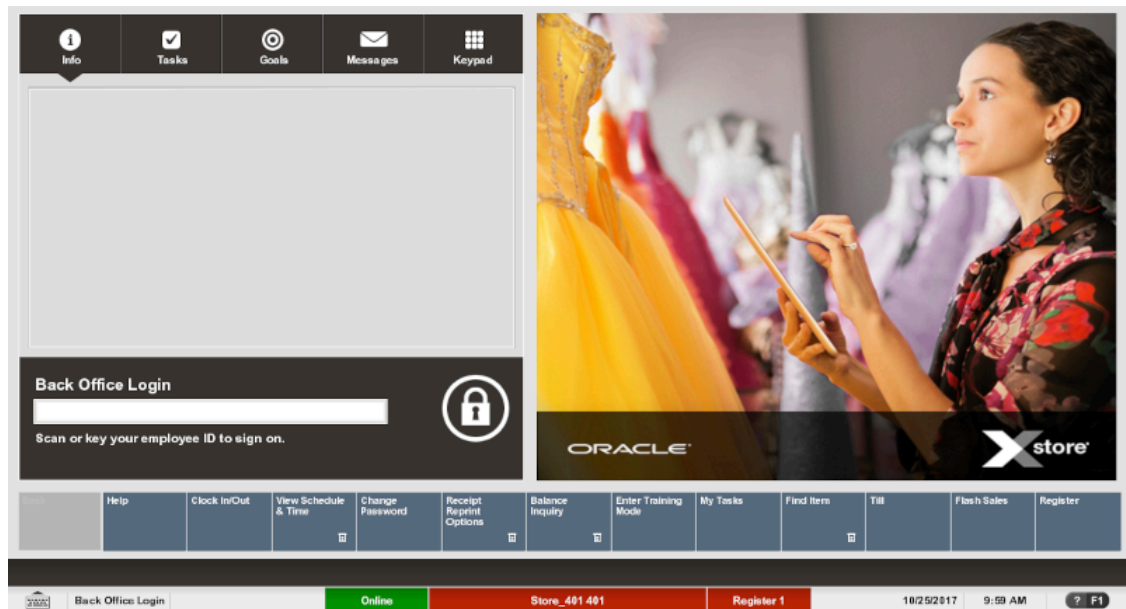 Info
Tasks
Goals
Messages
Keypad
Back Office Login
Scan or key your employee ID to sign on.
ORACLE
Xstore
Help
Clock In/Out
View Schedule
& Time
Change
Password
Receipt
Reprint
Options
Balance
Inquiry
Enter Training
Mode
My Tasks
Find Item
Till
Flash Sales
Register
Back Office Login
Online
Store_401 401
Register 1
10/25/2017
9:59 AM
? F1